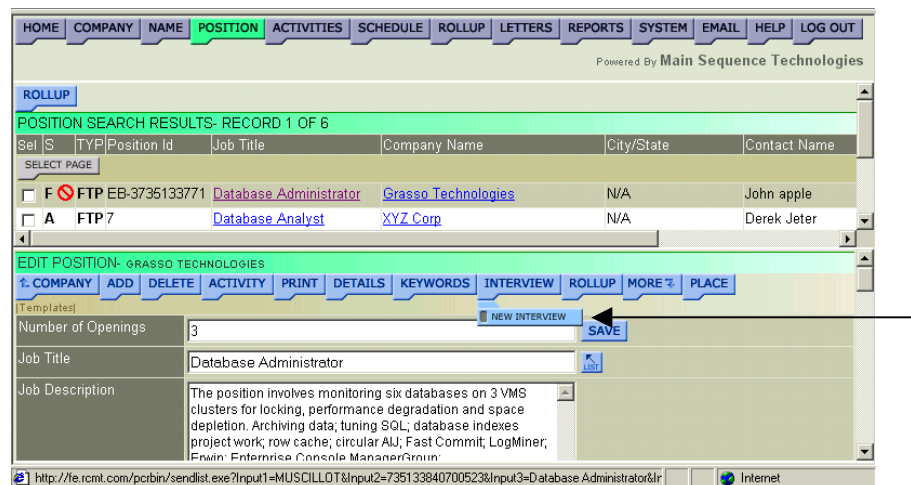 HOME COMPANY NAME POSITION ACTIVITIES SCHEDULE ROLLUP LETTERS REPORTS SYSTEM EMAIL HELP LOG OUT
Powered By Main Sequence Technologies
ROLLUP
POSITION SEARCH RESULTS- RECORD 1 OF 6
Sel S TYP Position Id Job Title Company Name City/State Contact Name
SELECT PAGE
F FTP EB-3735133771 Database Administrator Grasso Technologies N/A John apple
A FTP 7 Database Analyst XYZ Corp N/A Derek Jeter
EDIT POSITION- GRASSO TECHNOLOGIES
COMPANY ADD DELETE ACTIVITY PRINT DETAILS KEYWORDS INTERVIEW ROLLUP MORE PLACE
|Templates|
NEW INTERVIEW
Number of Openings 3 SAVE
Job Title Database Administrator LIST
Job Description The position involves monitoring six databases on 3 VMS
clusters for locking, performance degradation and space
depletion. Archiving data; tuning SQL; database indexes
project work; row cache; circular AIJ; Fast Commit; LogMiner;
Erwin; Enterprise Console ManagerGroup;
http://fe.rcmt.com/pcrbin/sendlist.exe?Input1=MUSCILLOT&Input2=735133840700523&Input3=Database Administrator&Ir Internet